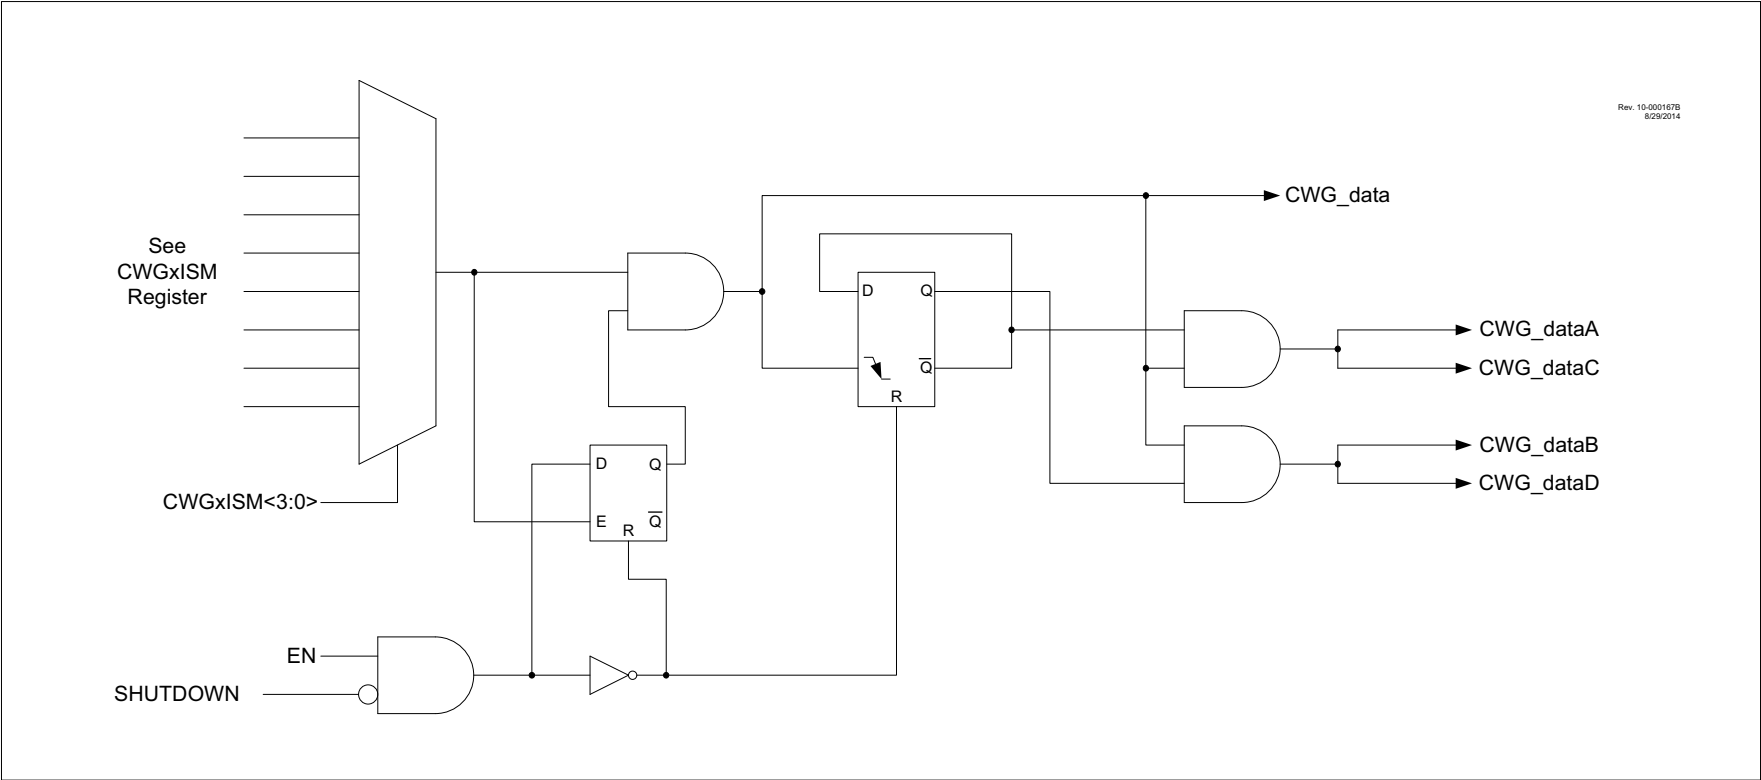 Rev. 10-000167B
8/29/2014
CWG_data
See
CWGxISM
Register
D
Q
Q̅
R
CWG_dataA
CWG_dataC
CWG_dataB
CWG_dataD
D
Q
E
Q̅
R
CWGxISM<3:0>
EN
SHUTDOWN